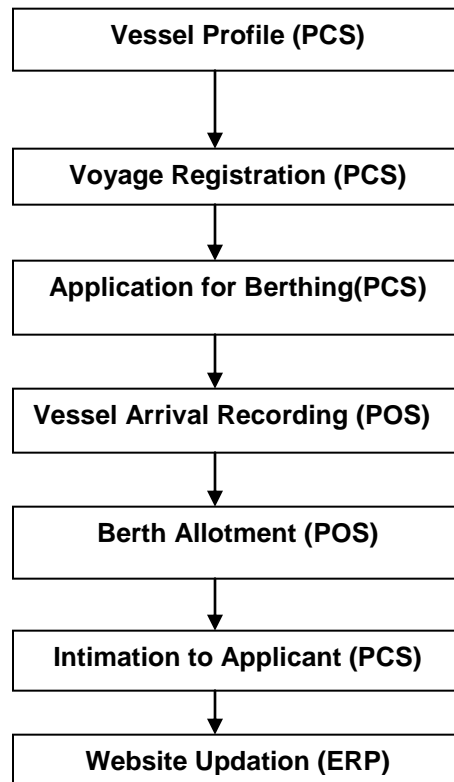 Vessel Profile (PCS)
Voyage Registration (PCS)
Application for Berthing(PCS)
Vessel Arrival Recording (POS)
Berth Allotment (POS)
Intimation to Applicant (PCS)
Website Updation (ERP)